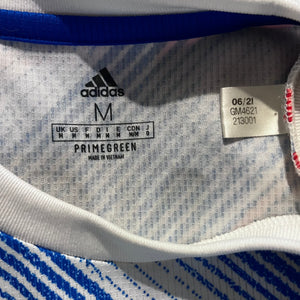 adidas
M
UK US F D E CN J
M M M M M M/M O
PRIMEGREEN
MADE IN VIETNAM
06/21
GM4621
213001